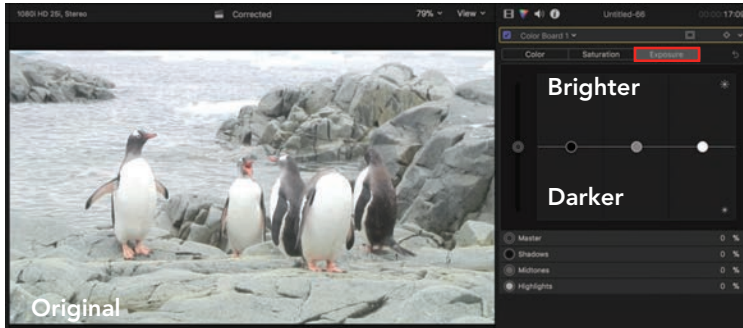 1080i HD 25i, Stereo
Corrected
79%
View
Untitled-66
00:00:17:09
Color Board 1
Color
Saturation
Exposure
Brighter
Darker
Master
0 %
Shadows
0 %
Midtones
0 %
Highlights
0 %
Original